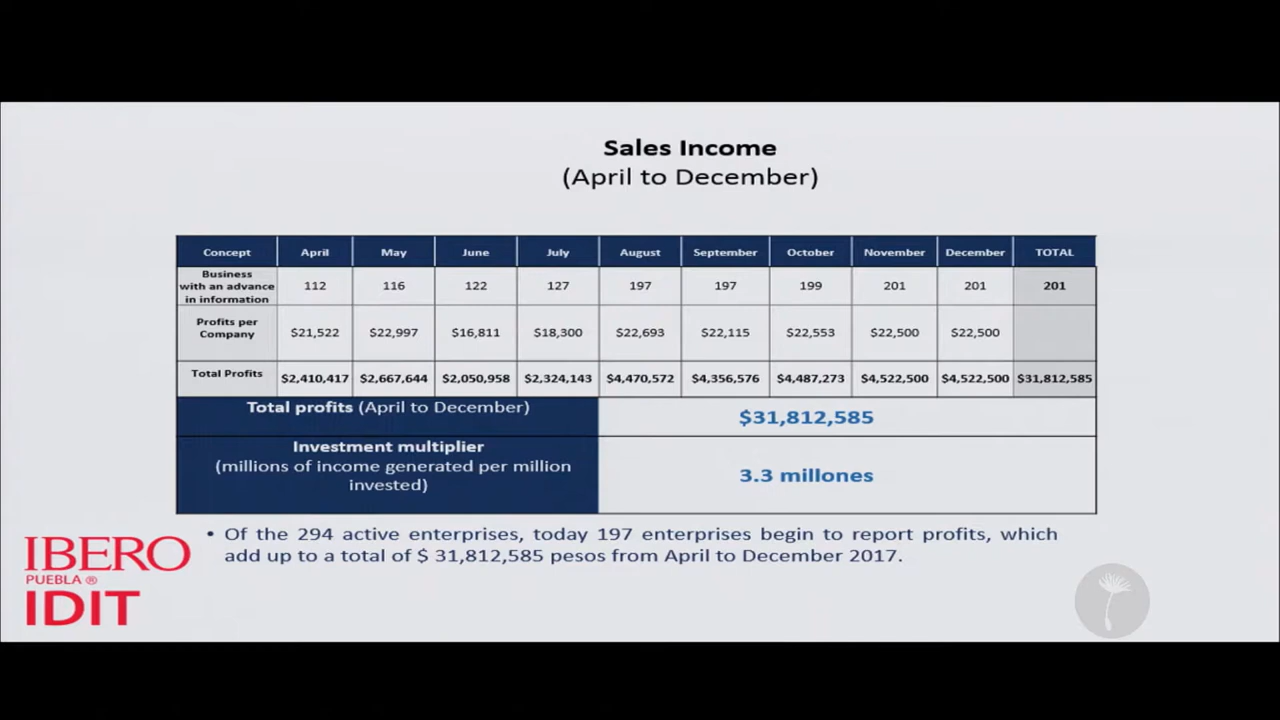 Sales Income
(April to December)
Concept April May June July August September October November December TOTAL
Business
with an advance
in information
112 116 122 127 197 197 199 201 201 201
Profits per
Company
$21,522 $22,997 $16,811 $18,300 $22,693 $22,115 $22,553 $22,500 $22,500
Total Profits $2,410,417 $2,667,644 $2,050,958 $2,324,143 $4,470,572 $4,356,576 $4,487,273 $4,522,500 $4,522,500 $31,812,585
Total profits (April to December) $31,812,585
Investment multiplier
(millions of income generated per million
invested)
3.3 millones
• Of the 294 active enterprises, today 197 enterprises begin to report profits, which
add up to a total of $ 31,812,585 pesos from April to December 2017.
IBERO
PUEBLA ®
IDIT